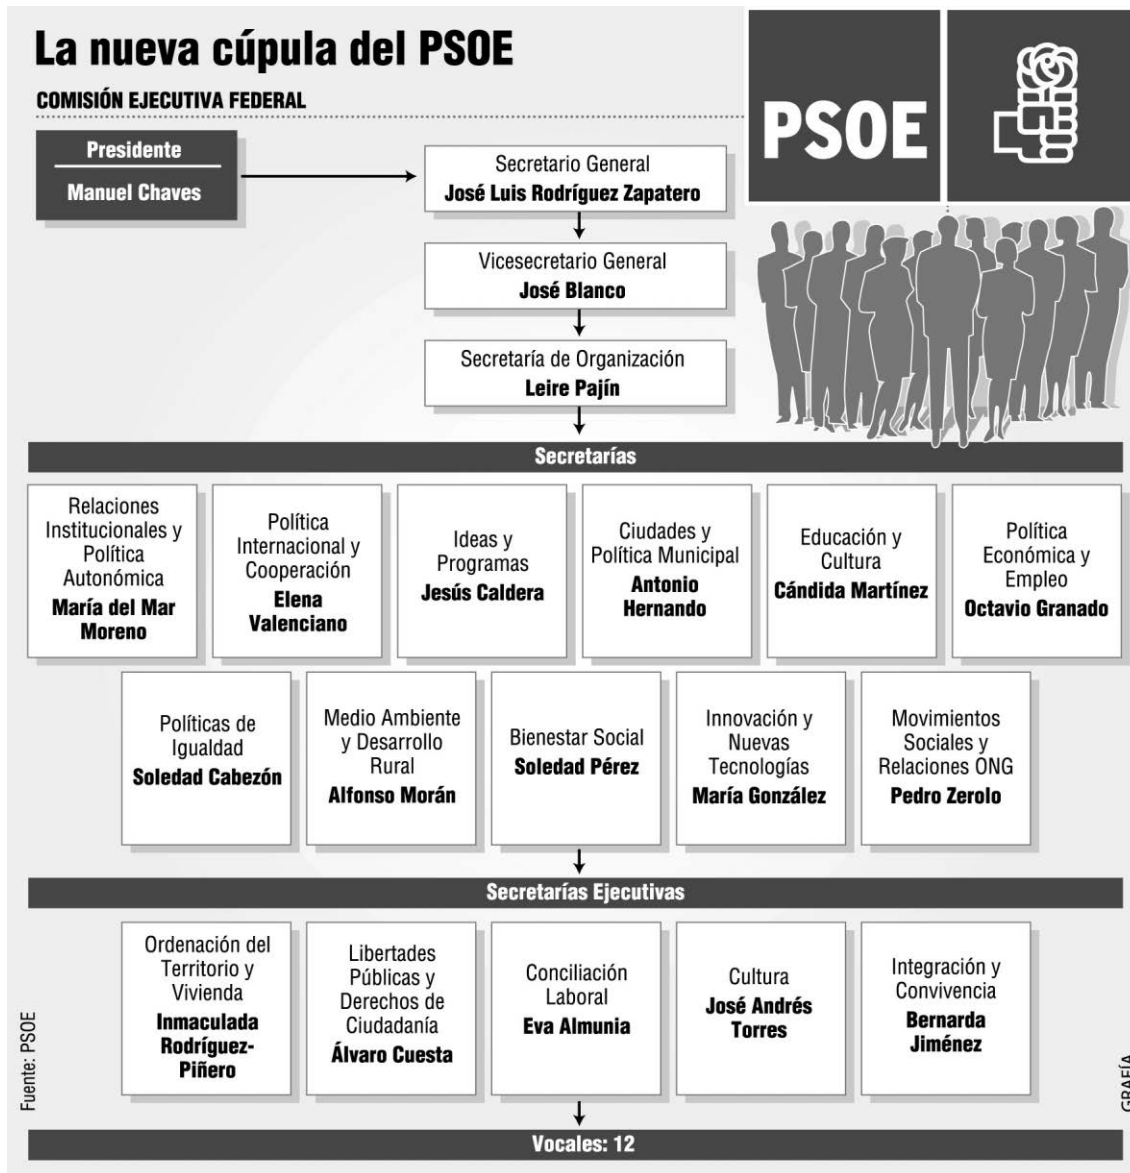 La nueva cúpula del PSOE
COMISIÓN EJECUTIVA FEDERAL
PSOE
Presidente
Manuel Chaves
Secretario General
José Luis Rodríguez Zapatero
Vicesecretario General
José Blanco
Secretaría de Organización
Leire Pajín
Secretarías
Relaciones
Institucionales y
Política
Autonómica
María del Mar
Moreno
Política
Internacional y
Cooperación
Elena
Valenciano
Ideas y
Programas
Jesús Caldera
Ciudades y
Política Municipal
Antonio
Hernando
Educación y
Cultura
Cándida Martínez
Política
Económica y
Empleo
Octavio Granado
Políticas de
Igualdad
Soledad Cabezón
Medio Ambiente
y Desarrollo
Rural
Alfonso Morán
Bienestar Social
Soledad Pérez
Innovación y
Nuevas
Tecnologías
María González
Movimientos
Sociales y
Relaciones ONG
Pedro Zerolo
Secretarías Ejecutivas
Ordenación del
Territorio y
Vivienda
Inmaculada
Rodríguez-
Piñero
Libertades
Públicas y
Derechos de
Ciudadanía
Álvaro Cuesta
Conciliación
Laboral
Eva Almunia
Cultura
José Andrés
Torres
Integración y
Convivencia
Bernarda
Jiménez
Vocales: 12
Fuente: PSOE
GRAFÍA